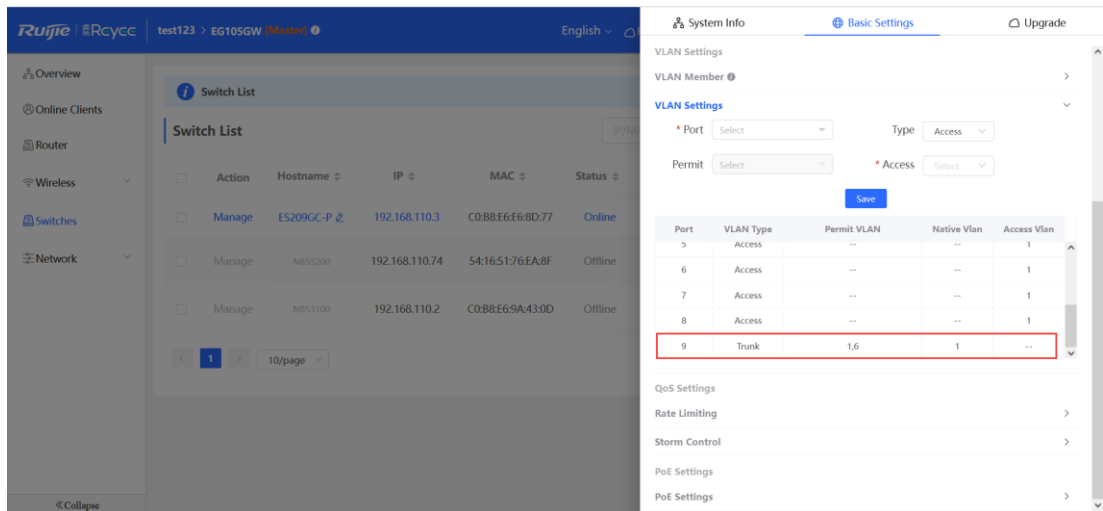 Ruijie | Rcycc test123 > EG105GW [Master] English
Overview
Online Clients
Router
Wireless
Switches
Network
Collapse
Switch List
Switch List IP/MA
Action Hostname IP MAC Status
Manage ES209GC-P 192.168.110.3 C0:B8:E6:E6:8D:77 Online
Manage NBS5200 192.168.110.74 54:16:51:76:EA:8F Offline
Manage NBS3100 192.168.110.2 C0:B8:E6:9A:43:0D Offline
1 10/page
System Info Basic Settings Upgrade
VLAN Settings
VLAN Member
VLAN Settings
* Port Select Type Access
Permit Select * Access Select
Save
Port VLAN Type Permit VLAN Native Vlan Access Vlan
5 Access -- -- 1
6 Access -- -- 1
7 Access -- -- 1
8 Access -- -- 1
9 Trunk 1,6 1 --
QoS Settings
Rate Limiting
Storm Control
PoE Settings
PoE Settings